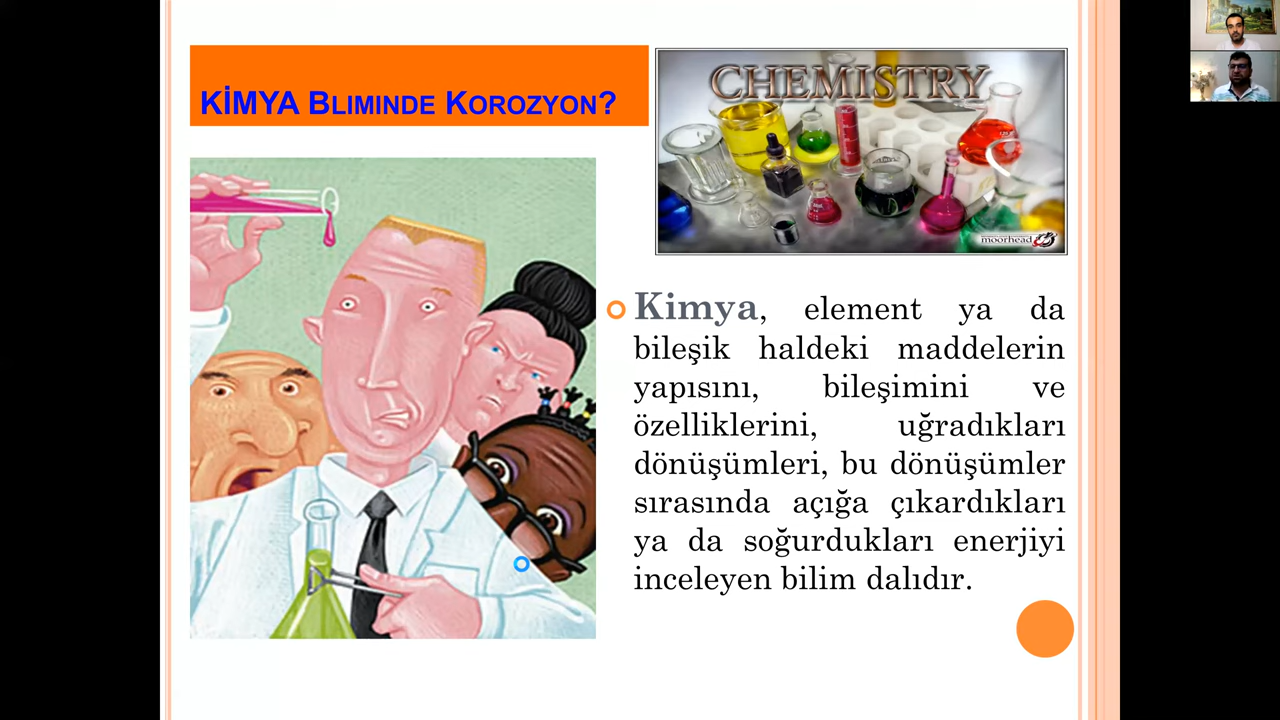 KİMYA BLIMINDE KOROZYON?
CHEMISTRY
moorhead
Kimya, element ya da
bileşik haldeki maddelerin
yapısını, bileşimini ve
özelliklerini, uğradıkları
dönüşümleri, bu dönüşümler
sırasında açığa çıkardıkları
ya da soğurdukları enerjiyi
inceleyen bilim dalıdır.